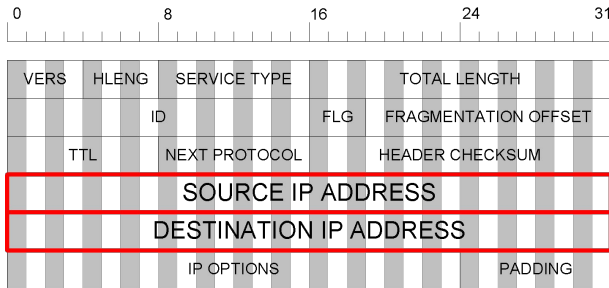 0 8 16 24 31
VERS HLENG SERVICE TYPE TOTAL LENGTH
ID FLG FRAGMENTATION OFFSET
TTL NEXT PROTOCOL HEADER CHECKSUM
SOURCE IP ADDRESS
DESTINATION IP ADDRESS
IP OPTIONS PADDING